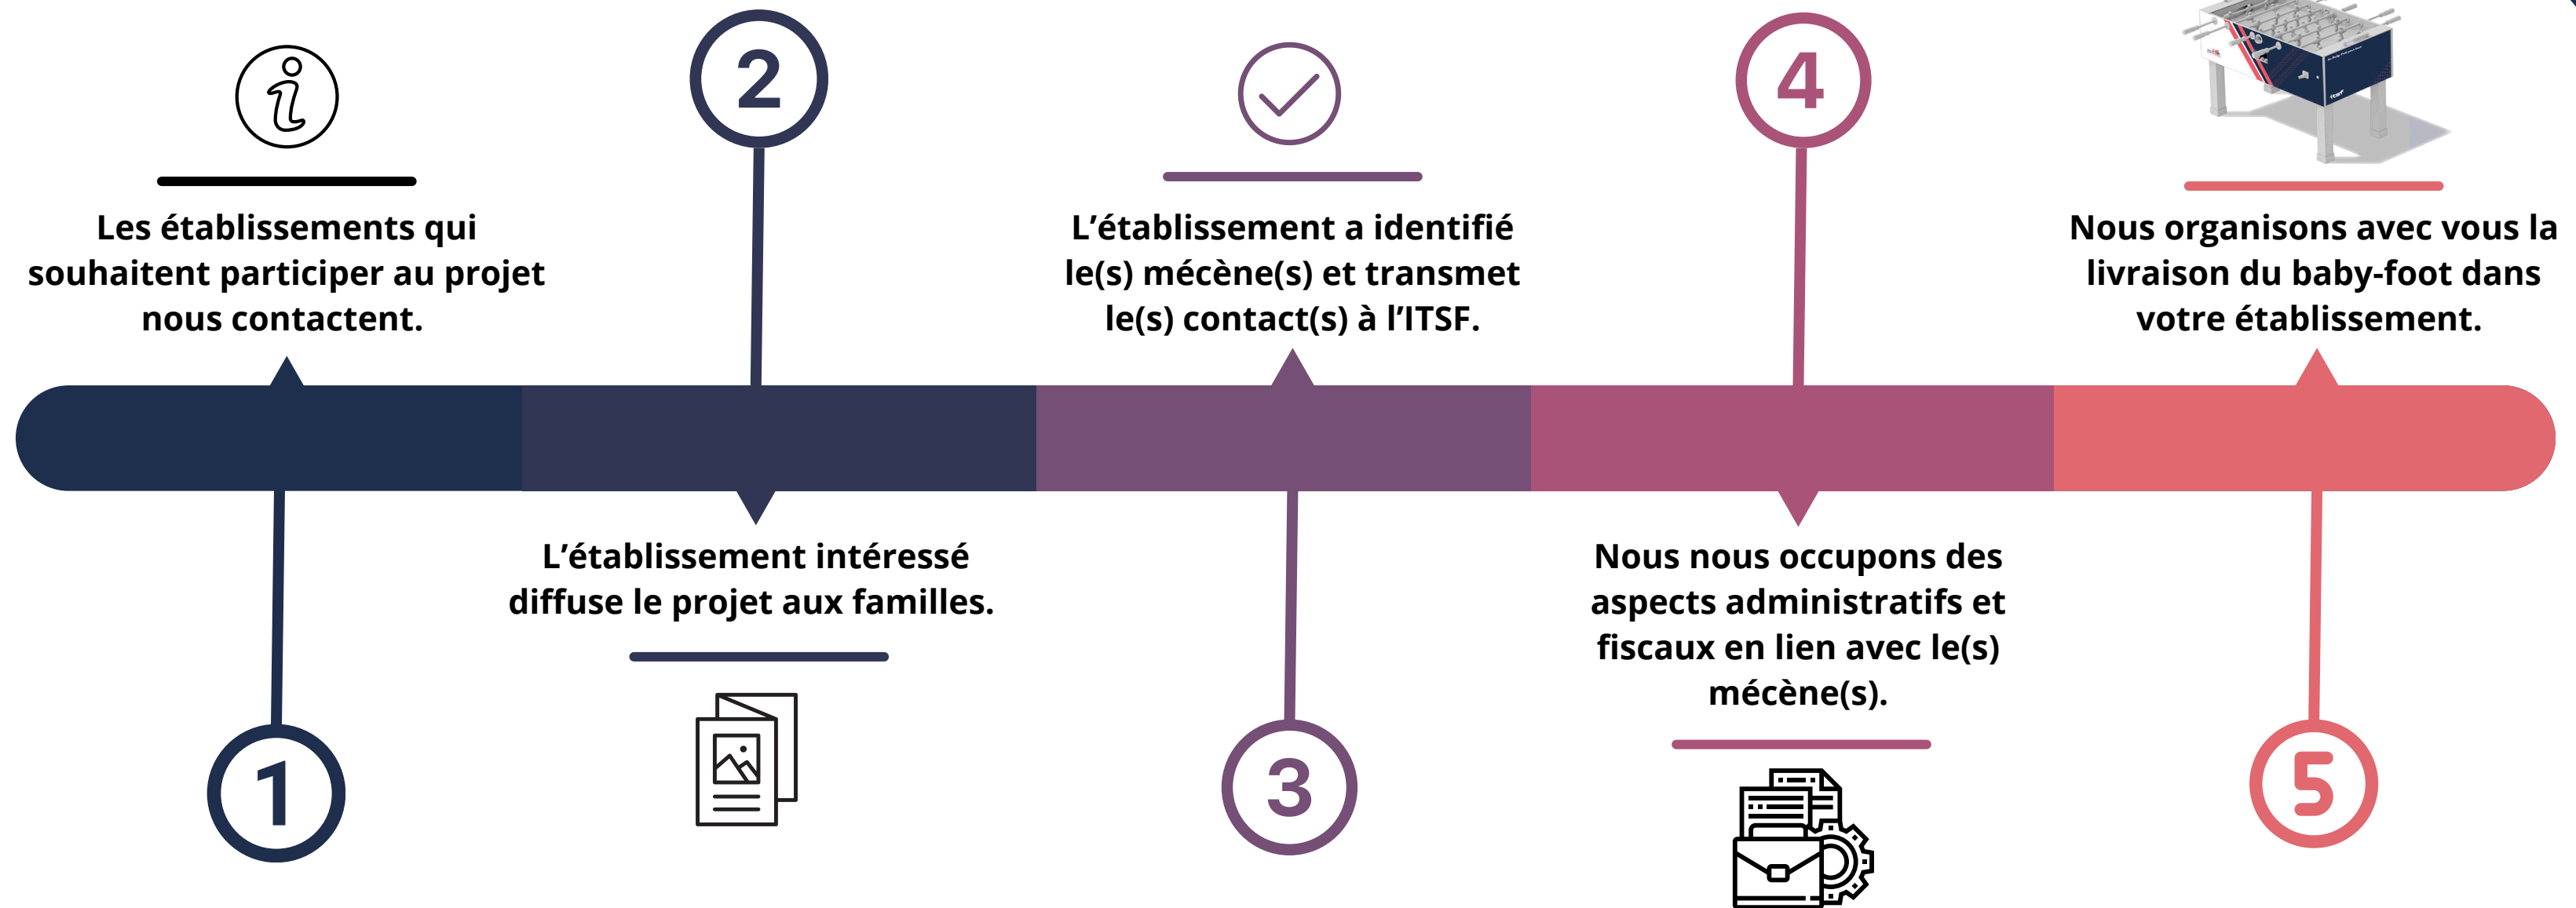 Les établissements qui
souhaitent participer au projet
nous contactent.
1
2
L’établissement intéressé
diffuse le projet aux familles.
L’établissement a identifié
le(s) mécène(s) et transmet
le(s) contact(s) à l’ITSF.
3
4
Nous nous occupons des
aspects administratifs et
fiscaux en lien avec le(s)
mécène(s).
Nous organisons avec vous la
livraison du baby-foot dans
votre établissement.
5